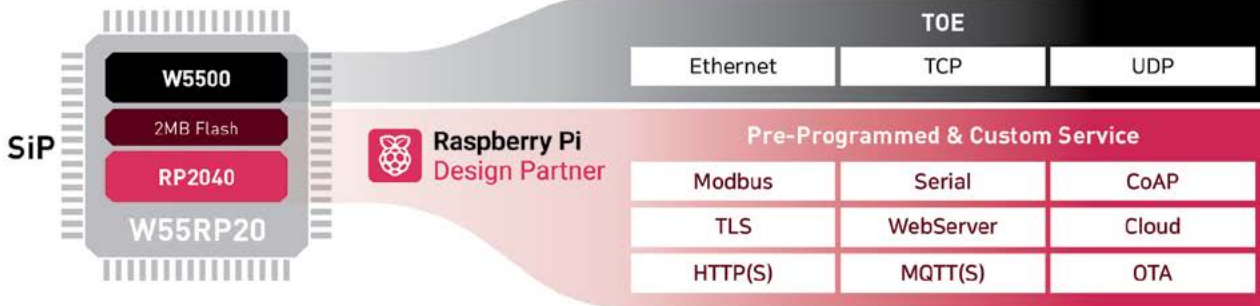 SiP
W5500
2MB Flash
RP2040
W55RP20
Raspberry Pi
Design Partner
TOE
Ethernet TCP UDP
Pre-Programmed & Custom Service
Modbus Serial CoAP
TLS WebServer Cloud
HTTP(S) MQTT(S) OTA